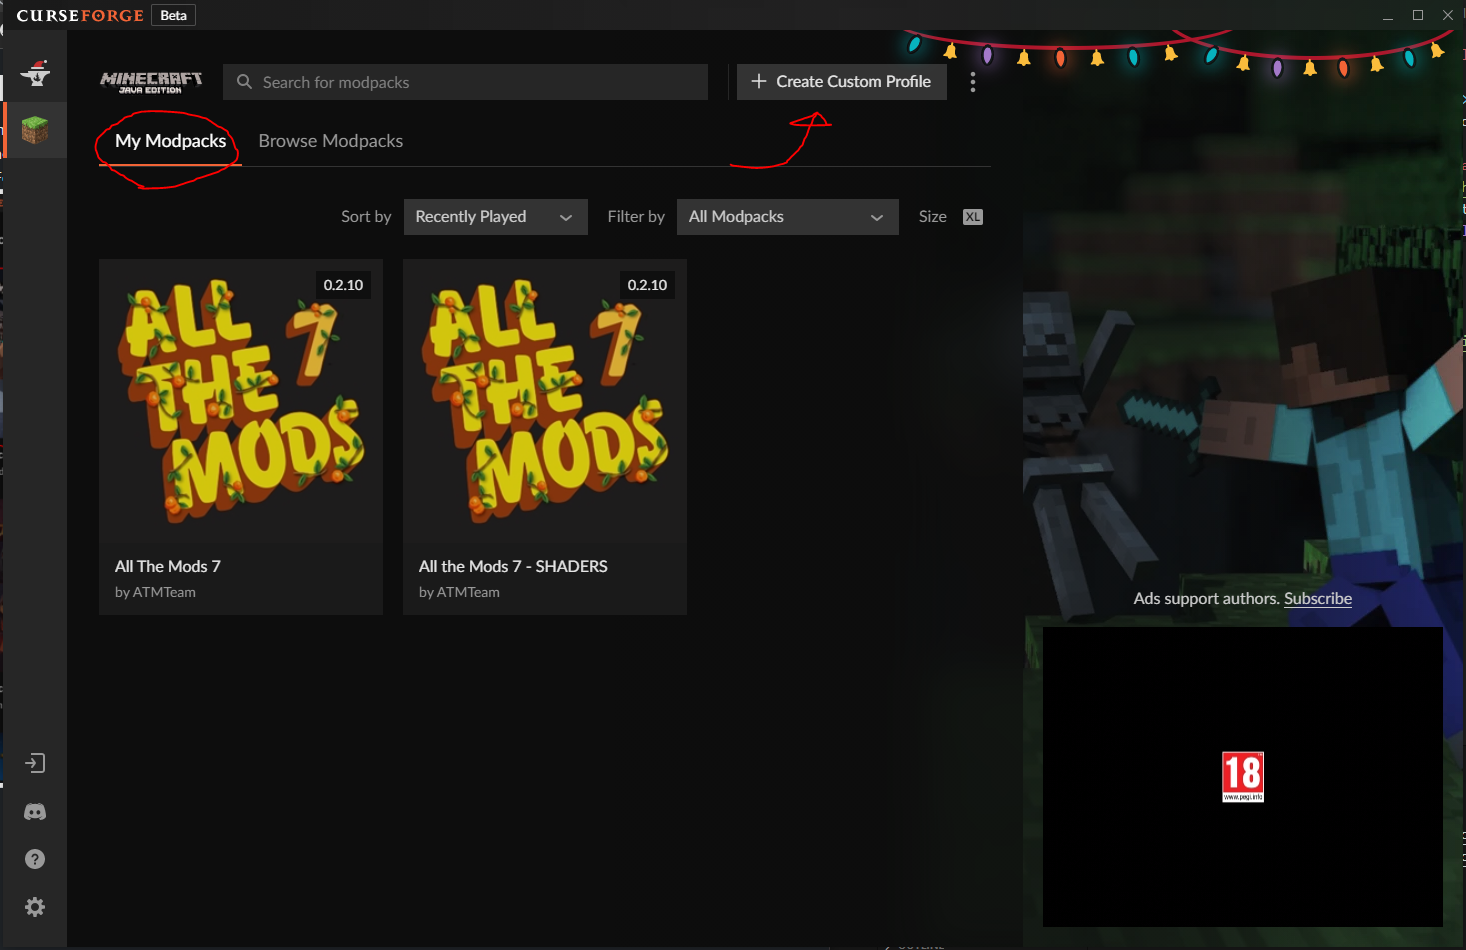 CURSEFORGE Beta
MINECRAFT
JAVA EDITION
Search for modpacks
Create Custom Profile
My Modpacks
Browse Modpacks
Sort by
Recently Played
Filter by
All Modpacks
Size
XL
0.2.10
ALL
THE
MODS
7
0.2.10
ALL
THE
MODS
7
All The Mods 7
by ATMTeam
All the Mods 7 - SHADERS
by ATMTeam
Ads support authors. Subscribe
18
www.pegi.info